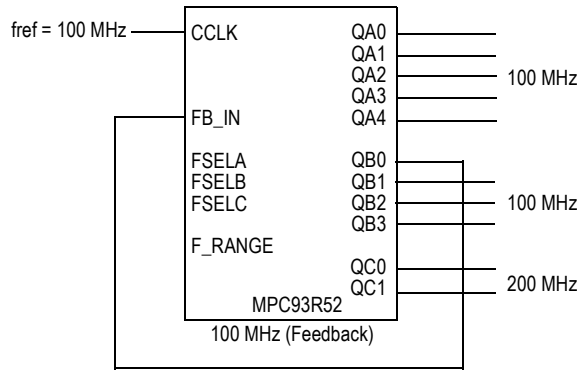 fref = 100 MHz
CCLK
FB_IN
FSELA
FSELB
FSELC
F_RANGE
QA0
QA1
QA2
QA3
QA4
100 MHz
QB0
QB1
QB2
QB3
100 MHz
QC0
QC1
200 MHz
MPC93R52
100 MHz (Feedback)